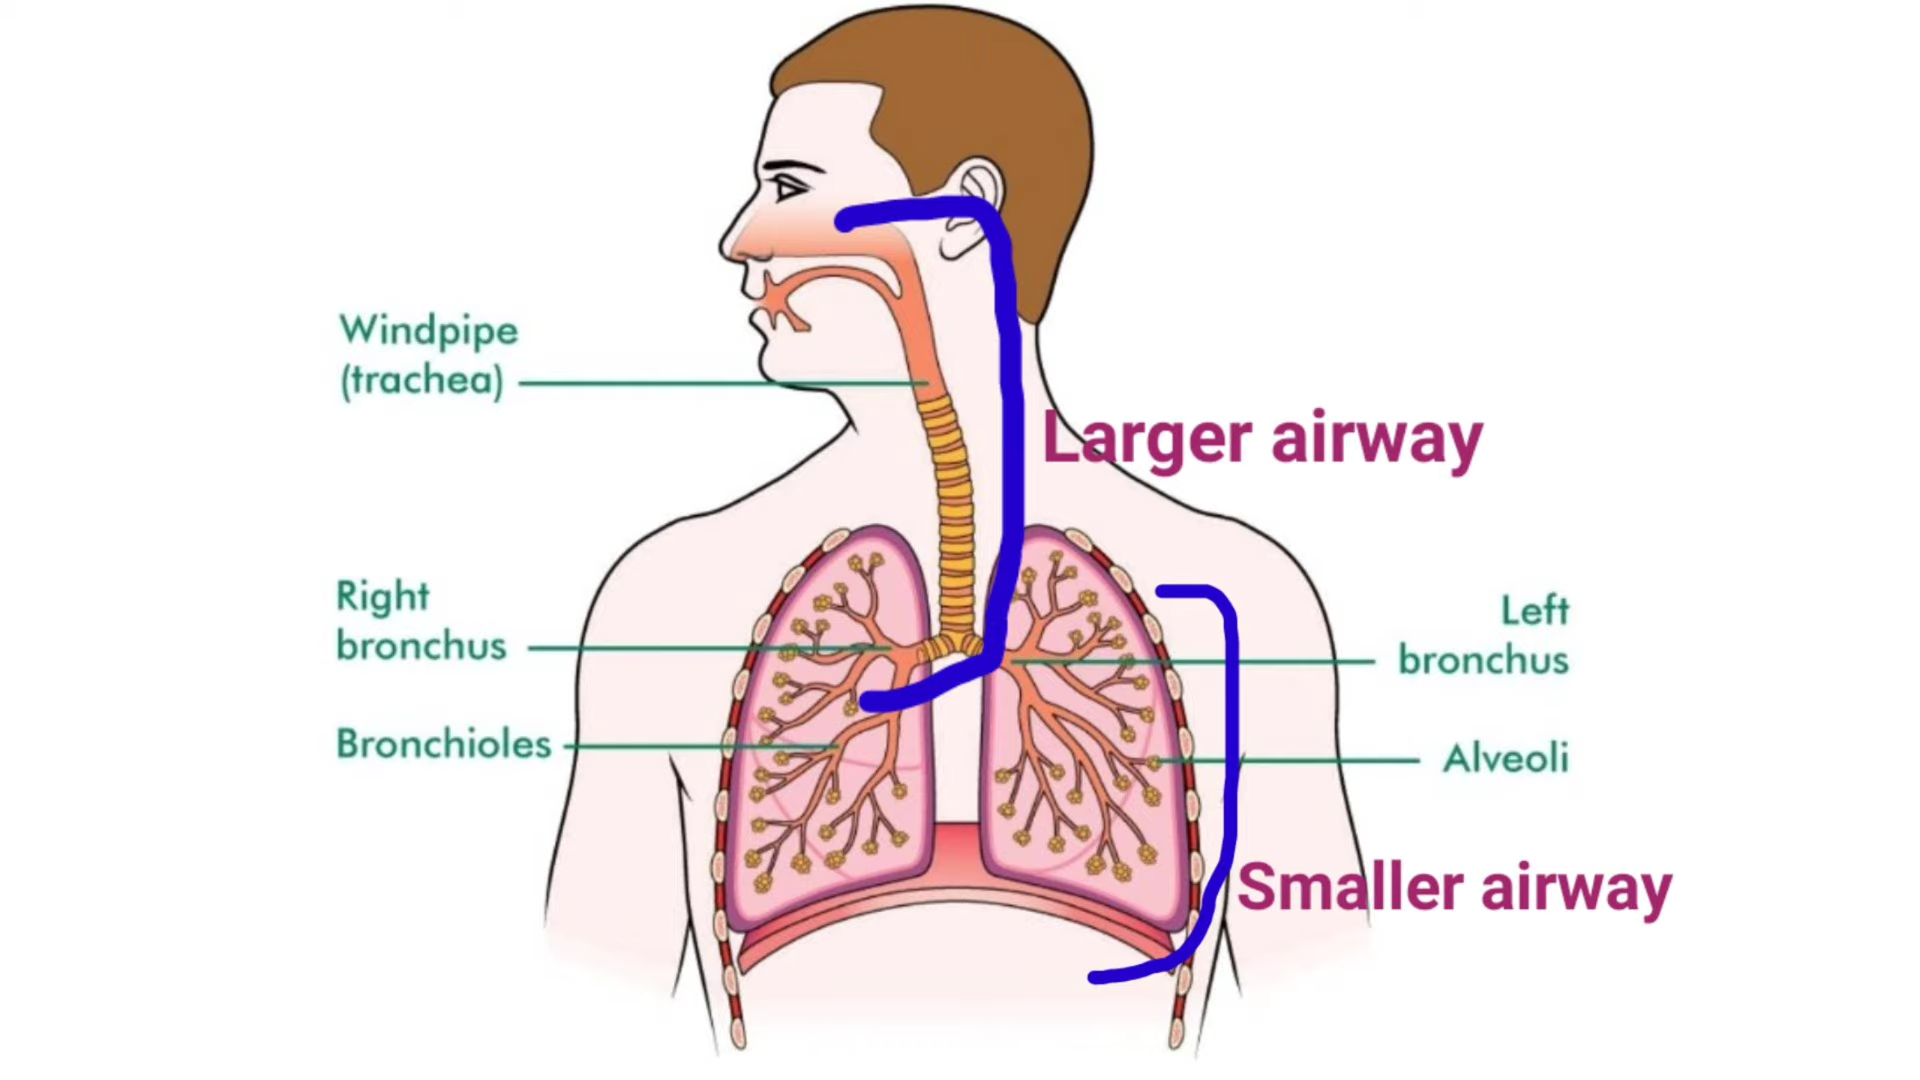 Windpipe
(trachea)
Larger airway
Right
bronchus
Left
bronchus
Bronchioles
Alveoli
Smaller airway